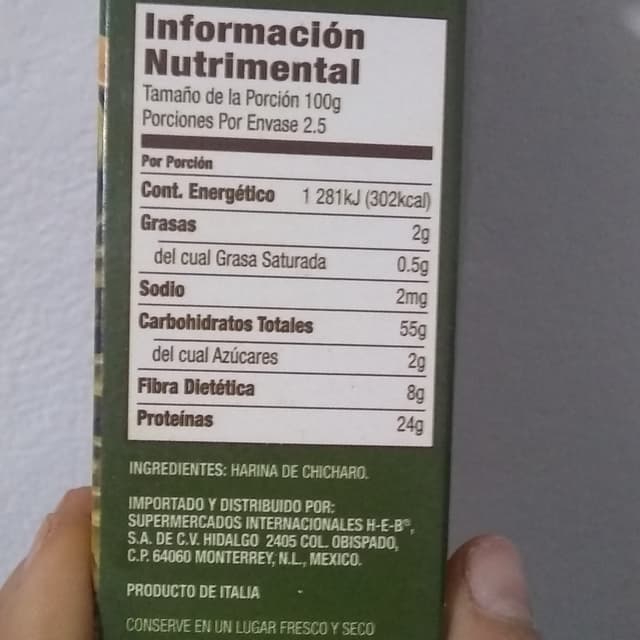 Información
Nutrimental
Tamaño de la Porción 100g
Porciones Por Envase 2.5
Por Porción
Cont. Energético 1 281kJ (302kcal)
Grasas 2g
del cual Grasa Saturada 0.5g
Sodio 2mg
Carbohidratos Totales 55g
del cual Azúcares 2g
Fibra Dietética 8g
Proteínas 24g
INGREDIENTES: HARINA DE CHICHARO.
IMPORTADO Y DISTRIBUIDO POR:
SUPERMERCADOS INTERNACIONALES H-E-B®,
S.A. DE C.V. HIDALGO 2405 COL. OBISPADO,
C.P. 64060 MONTERREY, N.L., MEXICO.
PRODUCTO DE ITALIA
CONSERVE EN UN LUGAR FRESCO Y SECO